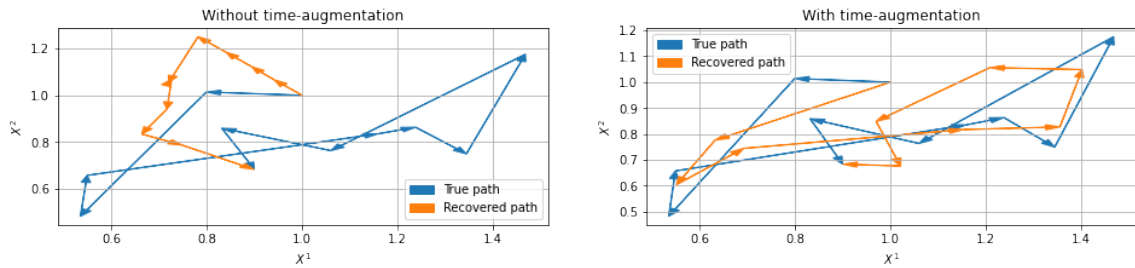 Without time-augmentation
1.2
1.0
0.8
0.6
X²
0.6
0.8
1.0
1.2
1.4
X¹
True path
Recovered path
With time-augmentation
True path
Recovered path
1.2
1.1
1.0
0.9
0.8
0.7
0.6
0.5
X²
0.6
0.8
1.0
1.2
1.4
X¹